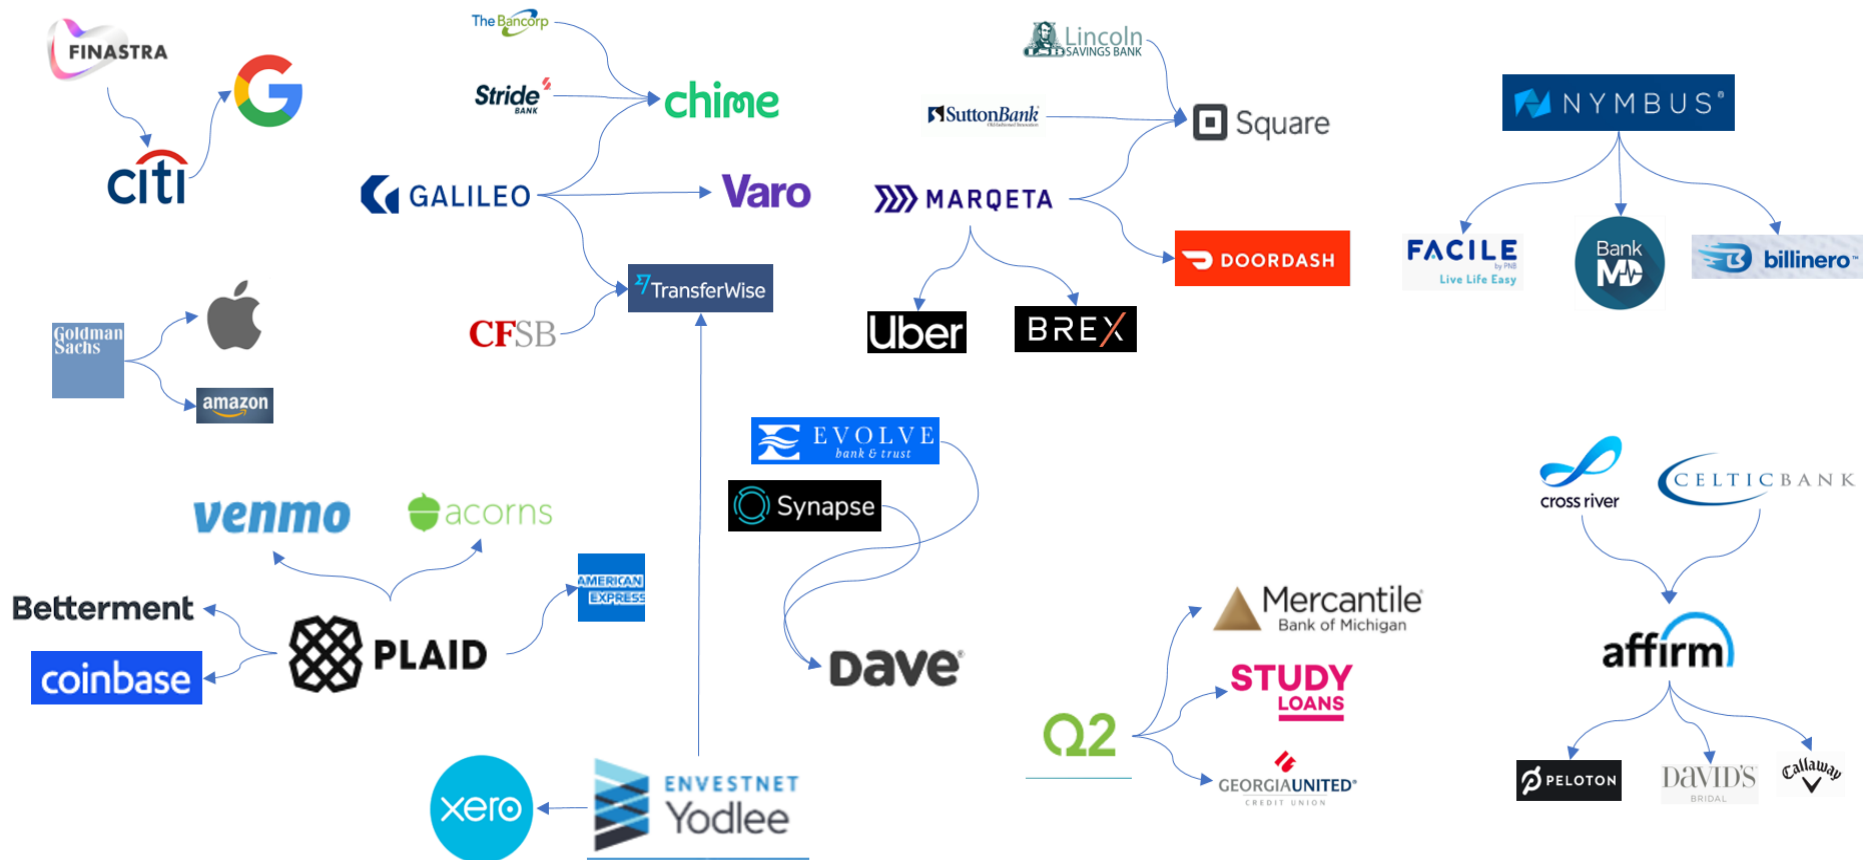 FINASTRA
G
citi
The Bancorp
Stride
BANK
chime
GALILEO
Varo
TransferWise
CFSB
Lincoln
SAVINGS BANK
SuttonBank®
Square
MARQETA
DOORDASH
Uber
BREX
NYMBUS®
FACILE
by PNB
Live Life Easy
Bank
MD
B
billinero™
Goldman
Sachs
amazon
EVOLVE
bank & trust
Synapse
Dave®
venmo
acorns
Betterment
coinbase
PLAID
AMERICAN
EXPRESS
xero
ENVESTNET
Yodlee
Q2
Mercantile®
Bank of Michigan
STUDY
LOANS
GEORGIAUNITED®
CREDIT UNION
cross river
CELTICBANK
affirm
PELOTON
DAVID'S
BRIDAL
Callaway